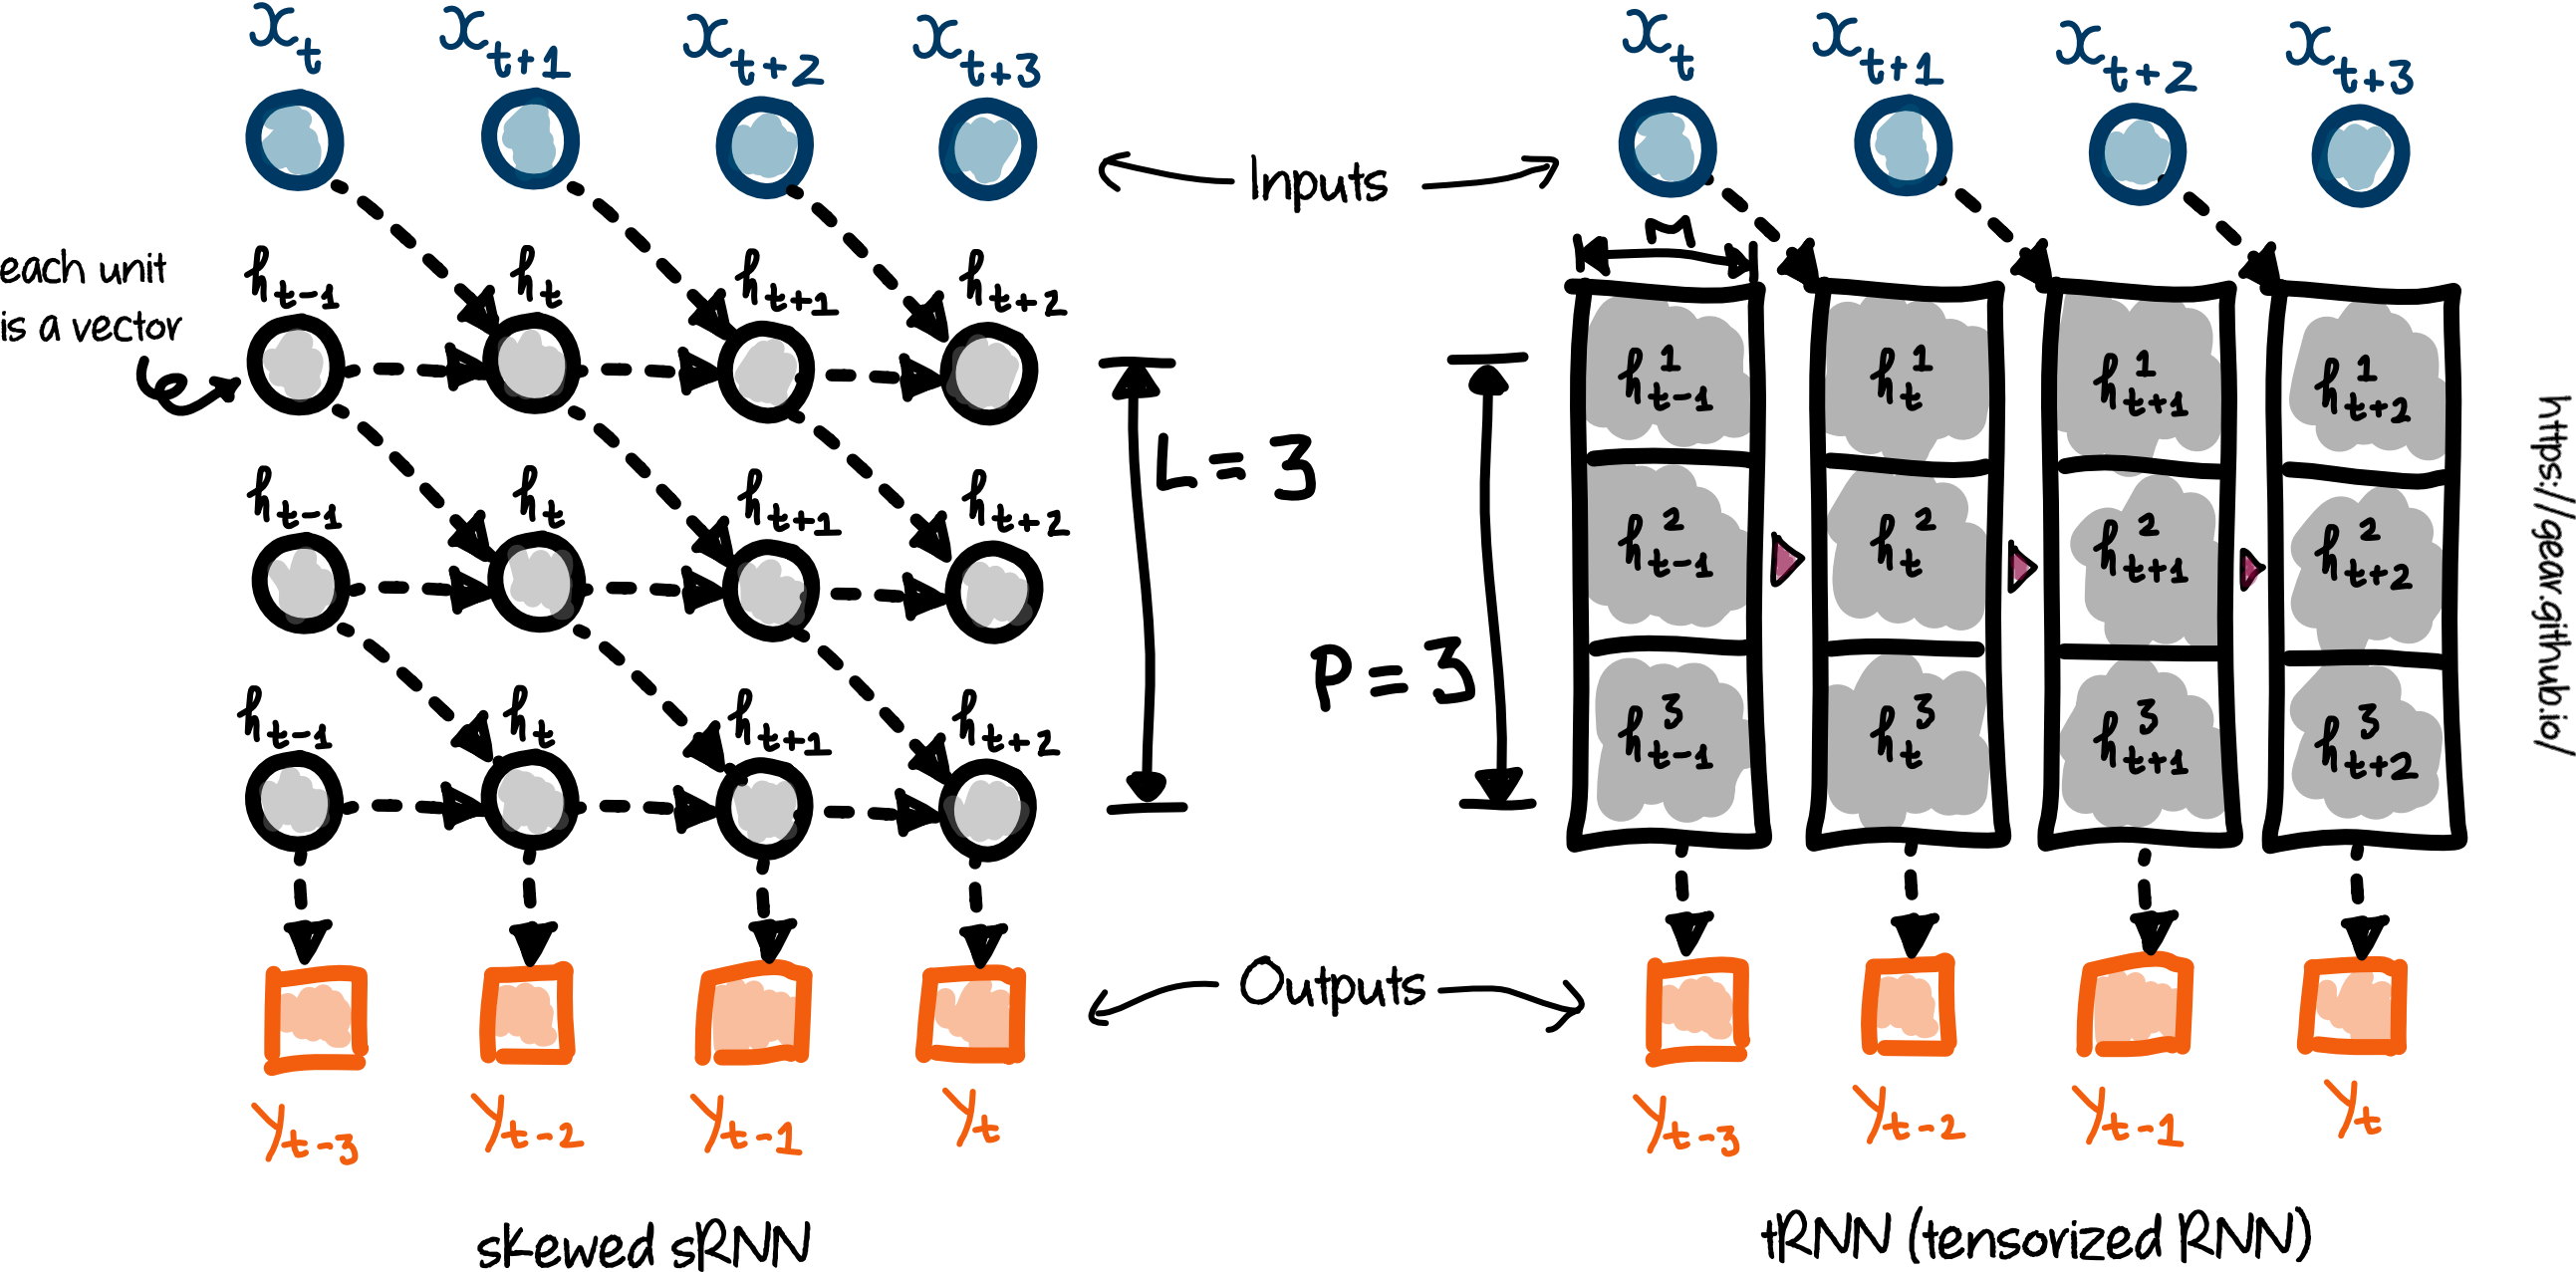 x_t x_{t+1} x_{t+2} x_{t+3}
x_t x_{t+1} x_{t+2} x_{t+3}
Inputs
each unit
is a vector
h_{t-1} h_t h_{t+1} h_{t+2}
h_{t-1} h_t h_{t+1} h_{t+2}
h_{t-1} h_t h_{t+1} h_{t+2}
L = 3
P = 3
M
h^1_{t-1} h^1_t h^1_{t+1} h^1_{t+2}
h^2_{t-1} h^2_t h^2_{t+1} h^2_{t+2}
h^3_{t-1} h^3_t h^3_{t+1} h^3_{t+2}
https://gear.github.io/
Outputs
y_{t-3} y_{t-2} y_{t-1} y_t
y_{t-3} y_{t-2} y_{t-1} y_t
skewed sRNN
tRNN (tensorized RNN)